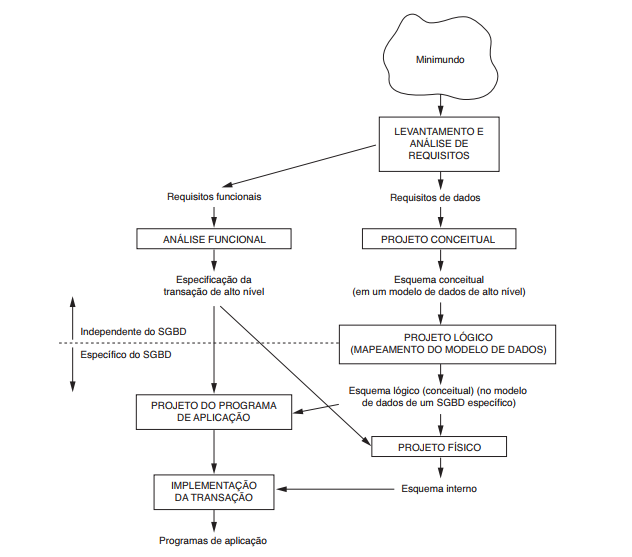 Minimundo
LEVANTAMENTO E
ANÁLISE DE
REQUISITOS
Requisitos funcionais
Requisitos de dados
ANÁLISE FUNCIONAL
PROJETO CONCEITUAL
Especificação da
transação de alto nível
Esquema conceitual
(em um modelo de dados de alto nível)
Independente do SGBD
Específico do SGBD
PROJETO LÓGICO
(MAPEAMENTO DO MODELO DE DADOS)
Esquema lógico (conceitual) (no modelo
de dados de um SGBD específico)
PROJETO DO PROGRAMA
DE APLICAÇÃO
PROJETO FÍSICO
IMPLEMENTAÇÃO
DA TRANSAÇÃO
Esquema interno
Programas de aplicação